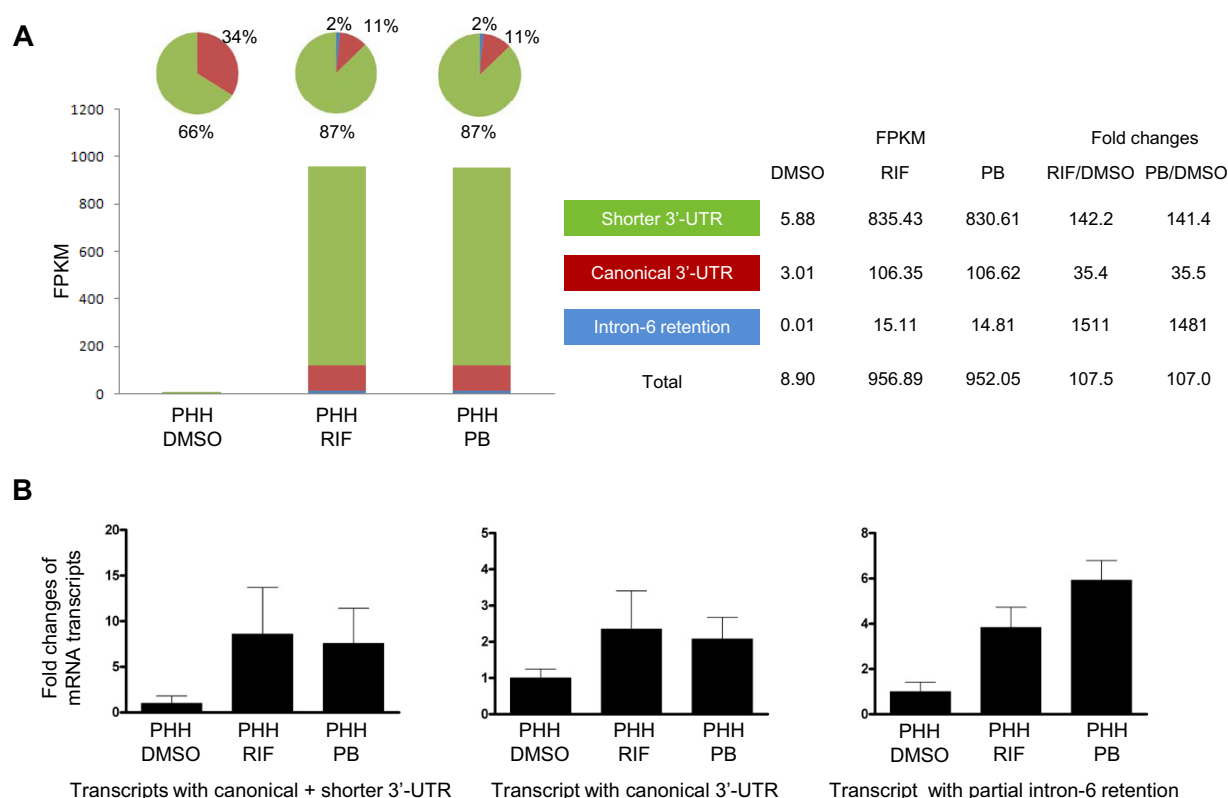 A
34%
66%
2%
11%
87%
2%
11%
87%
FPKM
1200
1000
800
600
400
200
0
PHH
DMSO
PHH
RIF
PHH
PB
FPKM Fold changes
DMSO RIF PB RIF/DMSO PB/DMSO
Shorter 3’-UTR 5.88 835.43 830.61 142.2 141.4
Canonical 3’-UTR 3.01 106.35 106.62 35.4 35.5
Intron-6 retention 0.01 15.11 14.81 1511 1481
Total 8.90 956.89 952.05 107.5 107.0
B
Fold changes of
mRNA transcripts
20
15
10
5
0
PHH
DMSO
PHH
RIF
PHH
PB
Transcripts with canonical + shorter 3’-UTR
5
4
3
2
1
0
PHH
DMSO
PHH
RIF
PHH
PB
Transcript with canonical 3’-UTR
8
6
4
2
0
PHH
DMSO
PHH
RIF
PHH
PB
Transcript with partial intron-6 retention